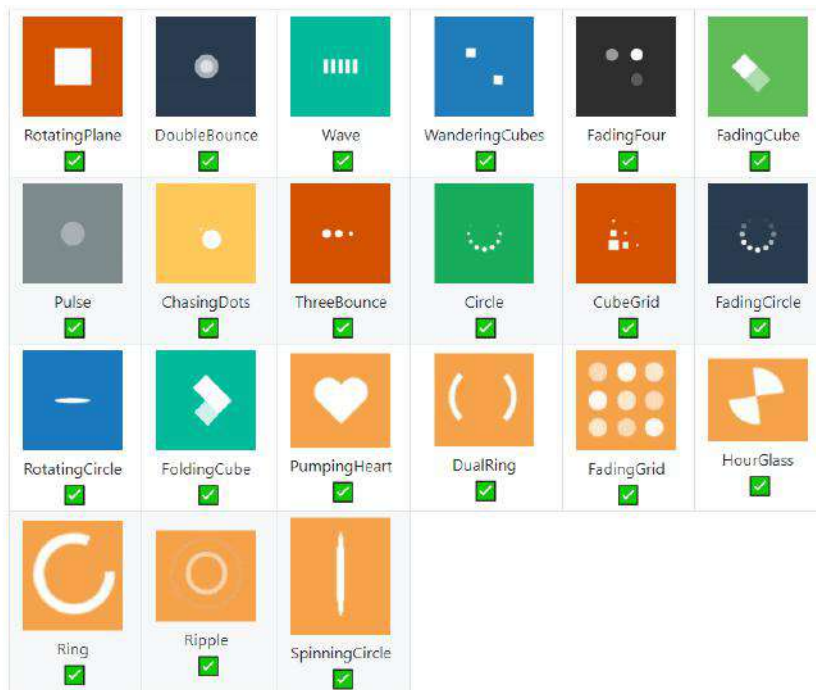 RotatingPlane DoubleBounce Wave WanderingCubes FadingFour FadingCube
Pulse ChasingDots ThreeBounce Circle CubeGrid FadingCircle
RotatingCircle FoldingCube PumpingHeart DualRing FadingGrid HourGlass
Ring Ripple SpinningCircle